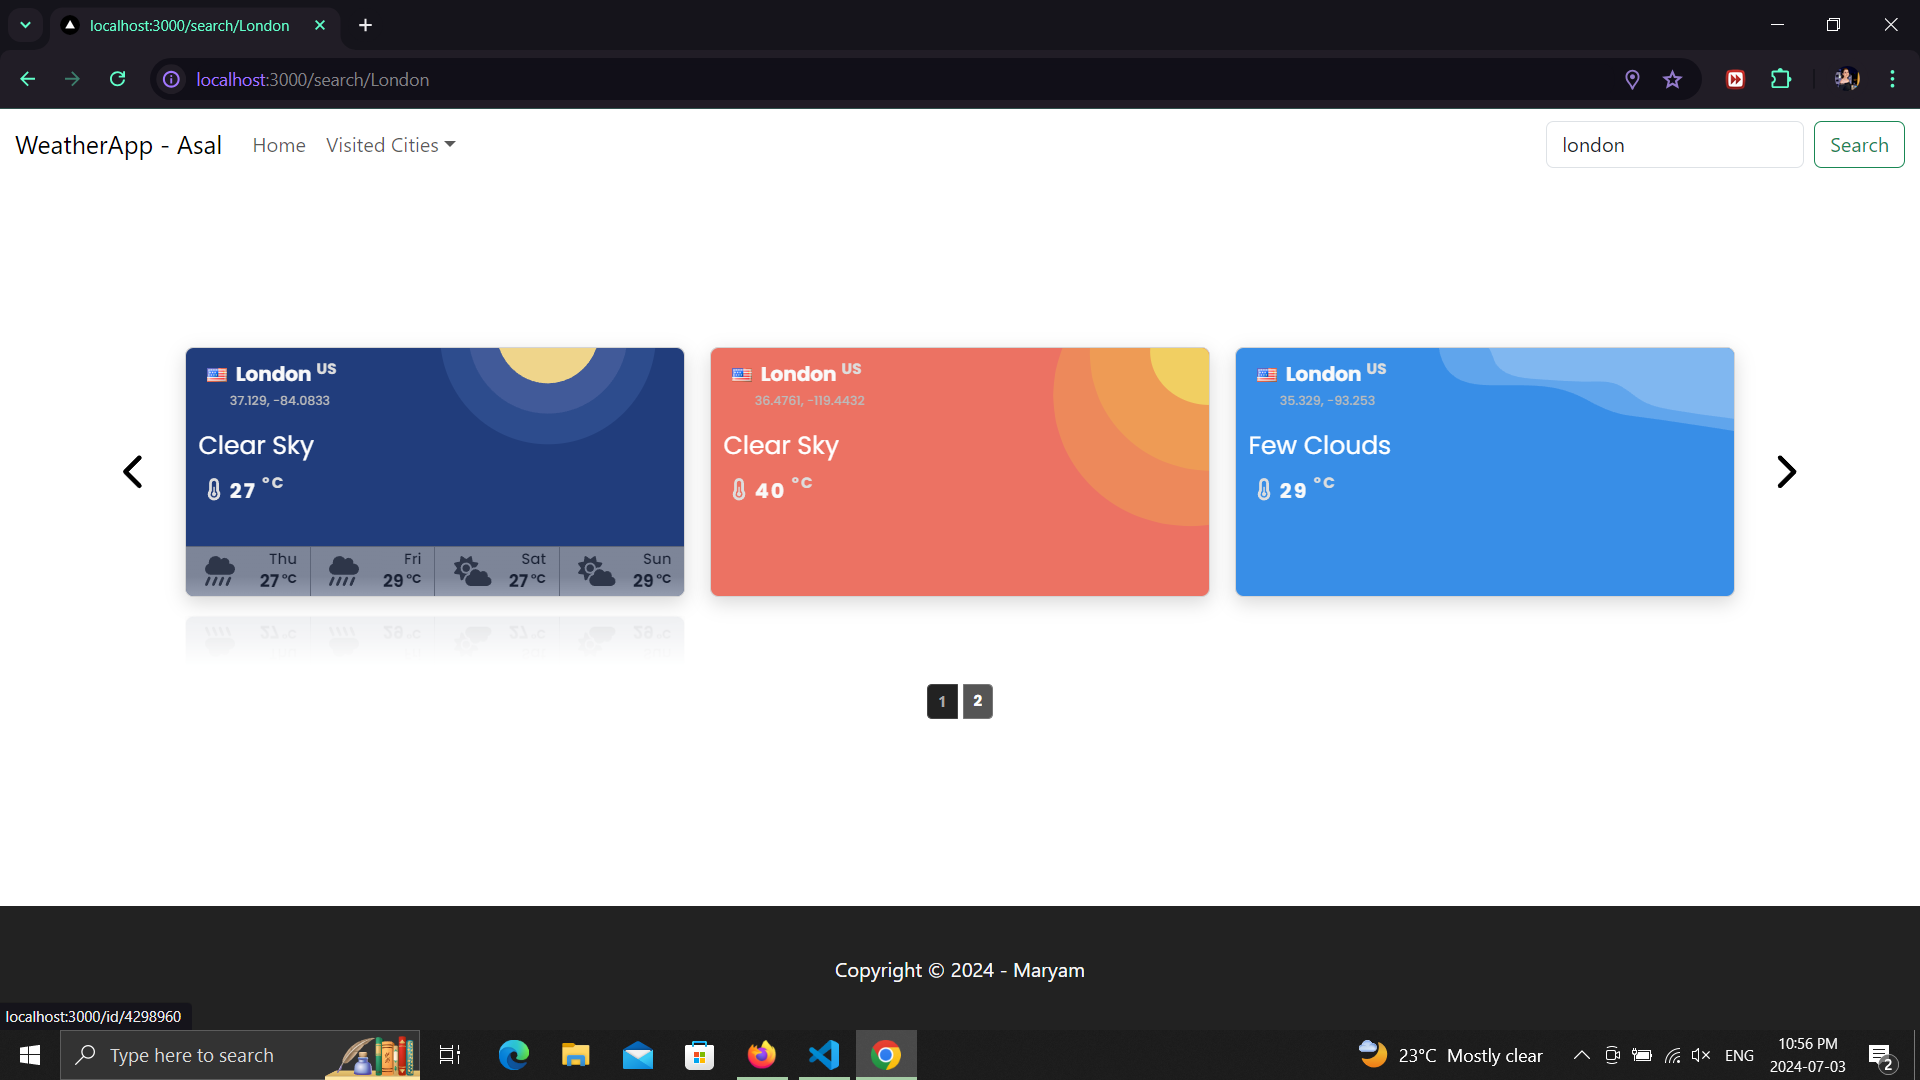 localhost:3000/search/London
localhost:3000/search/London
WeatherApp - Asal
Home
Visited Cities
london
Search
London US
37.129, -84.0833
Clear Sky
27 °C
Thu
27 °C
Fri
29 °C
Sat
27 °C
Sun
29 °C
London US
36.4761, -119.4432
Clear Sky
40 °C
London US
35.329, -93.253
Few Clouds
29 °C
1 2
Copyright © 2024 - Maryam
localhost:3000/id/4298960
Type here to search
23°C Mostly clear
ENG
10:56 PM
2024-07-03
2